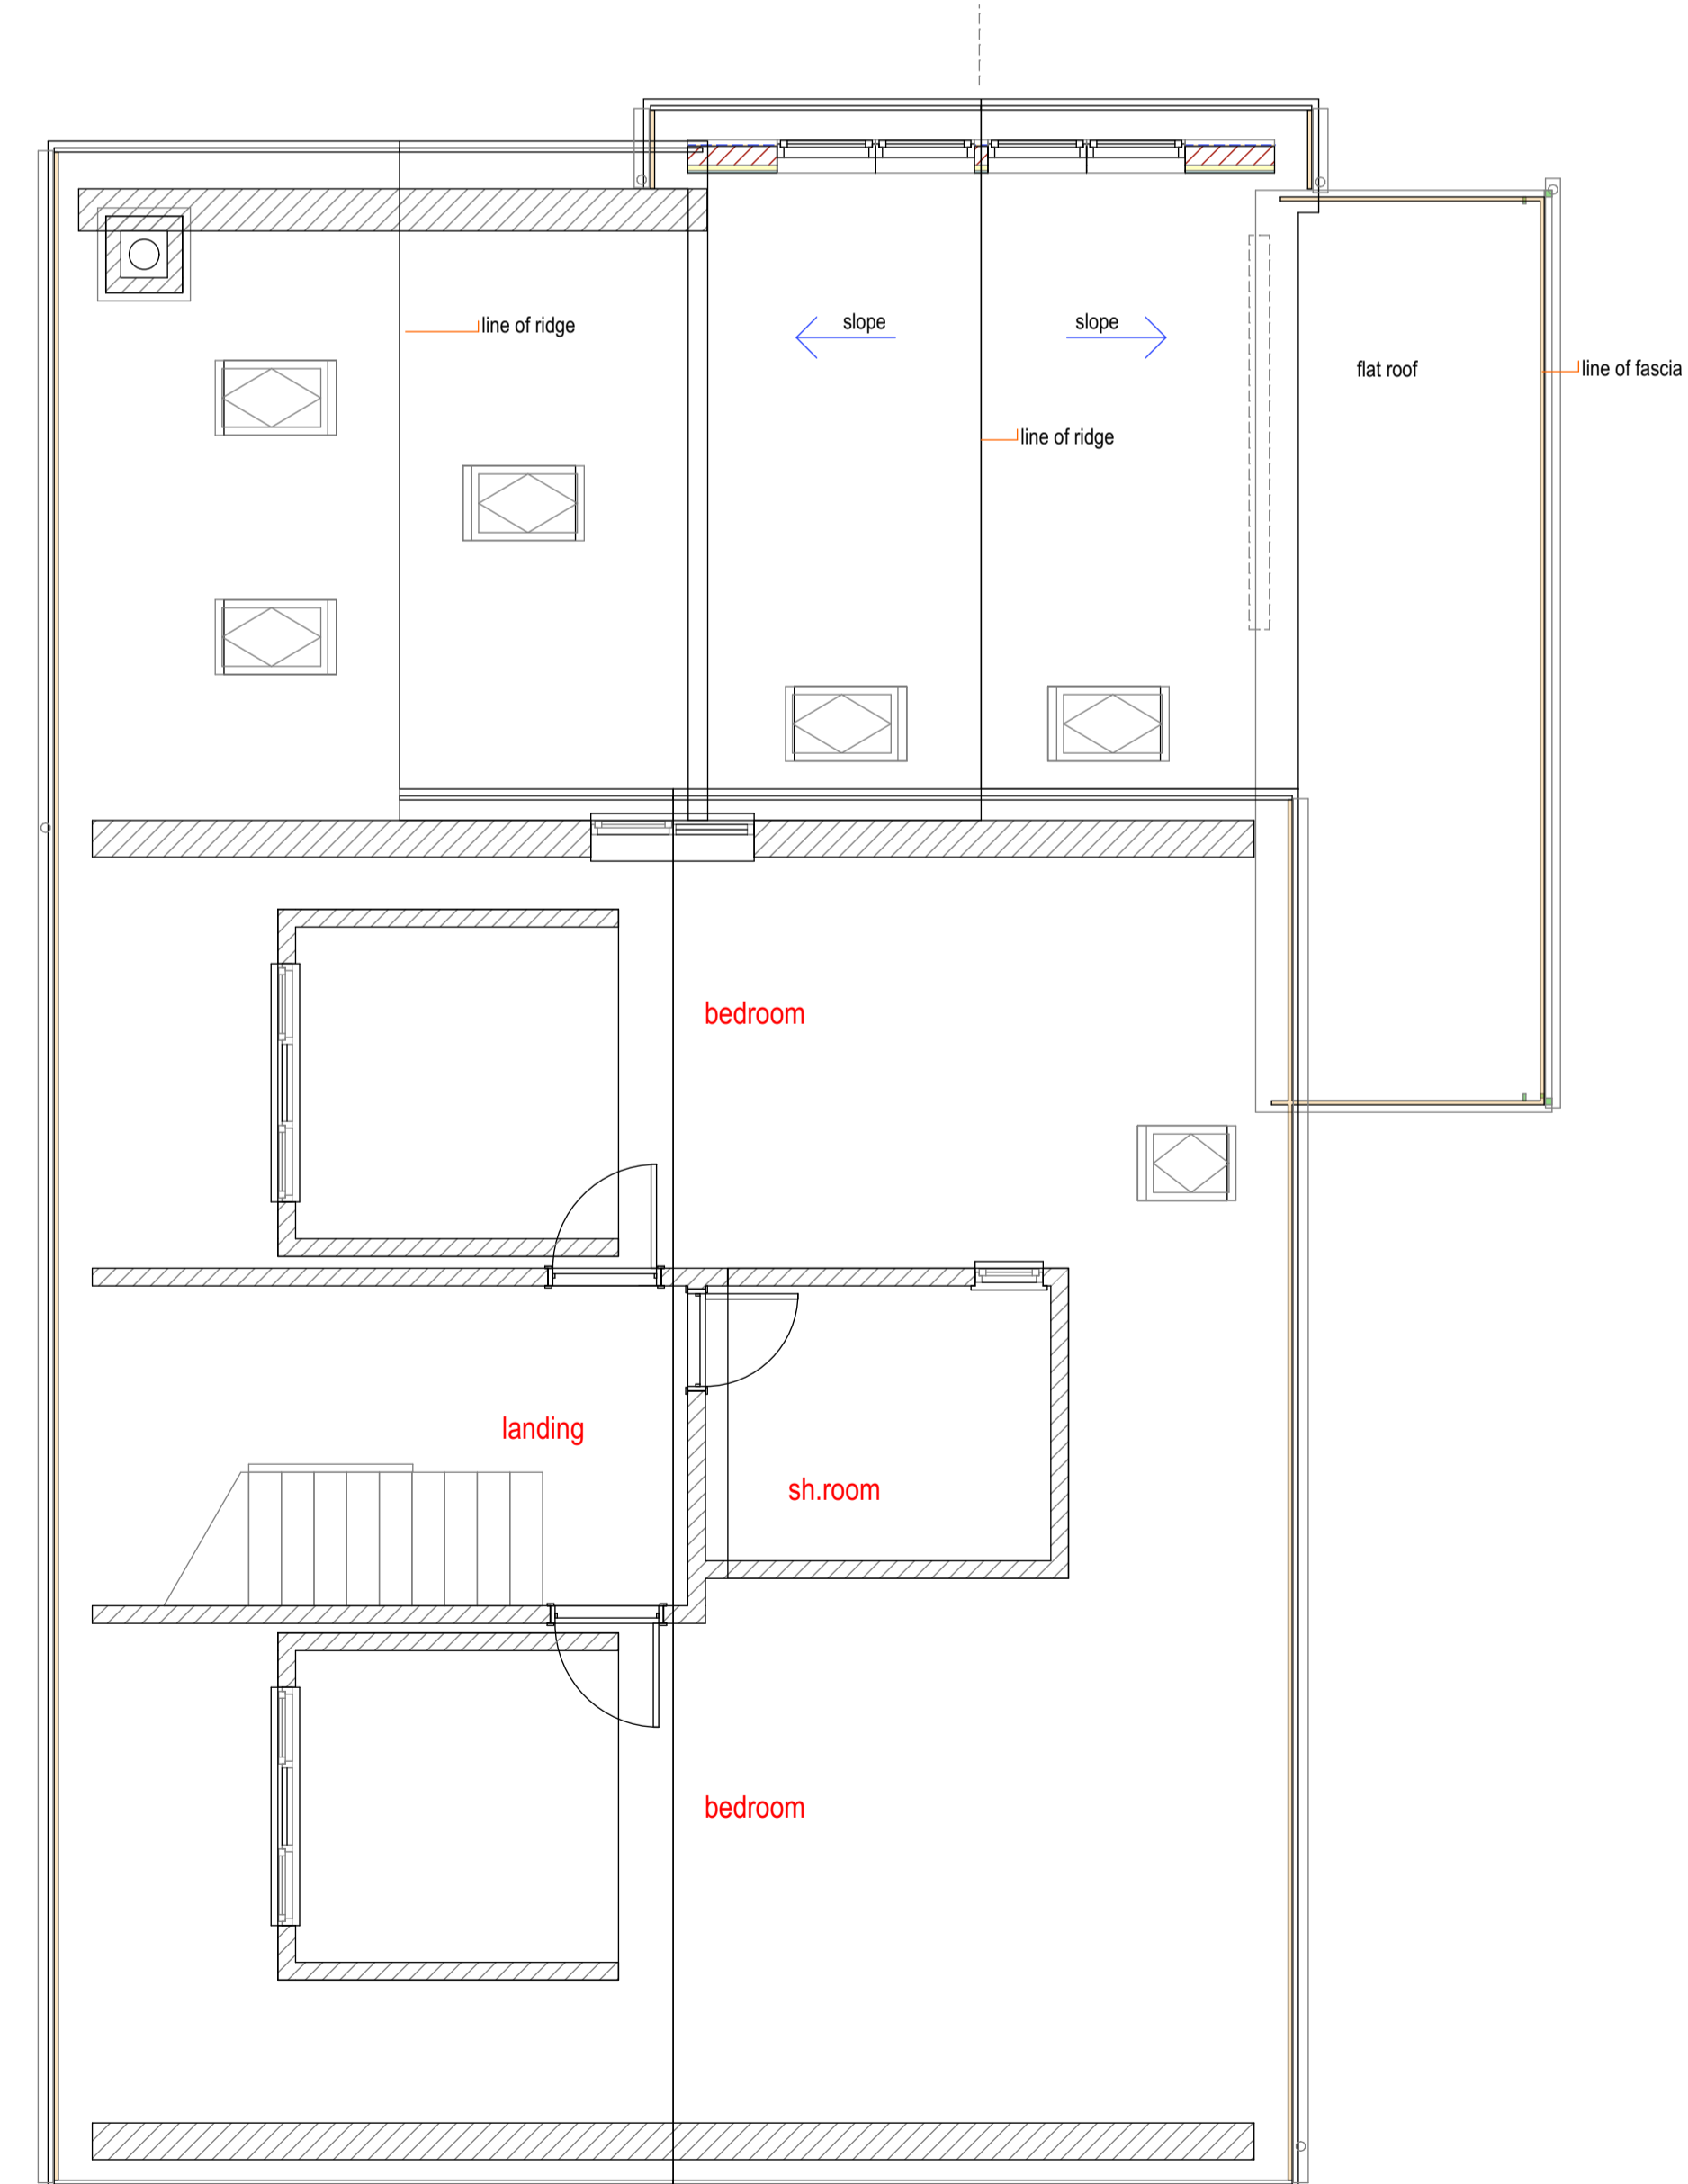 slope
slope
line of ridge
flat roof
line of fascia
line of ridge
bedroom
landing
sh.room
bedroom